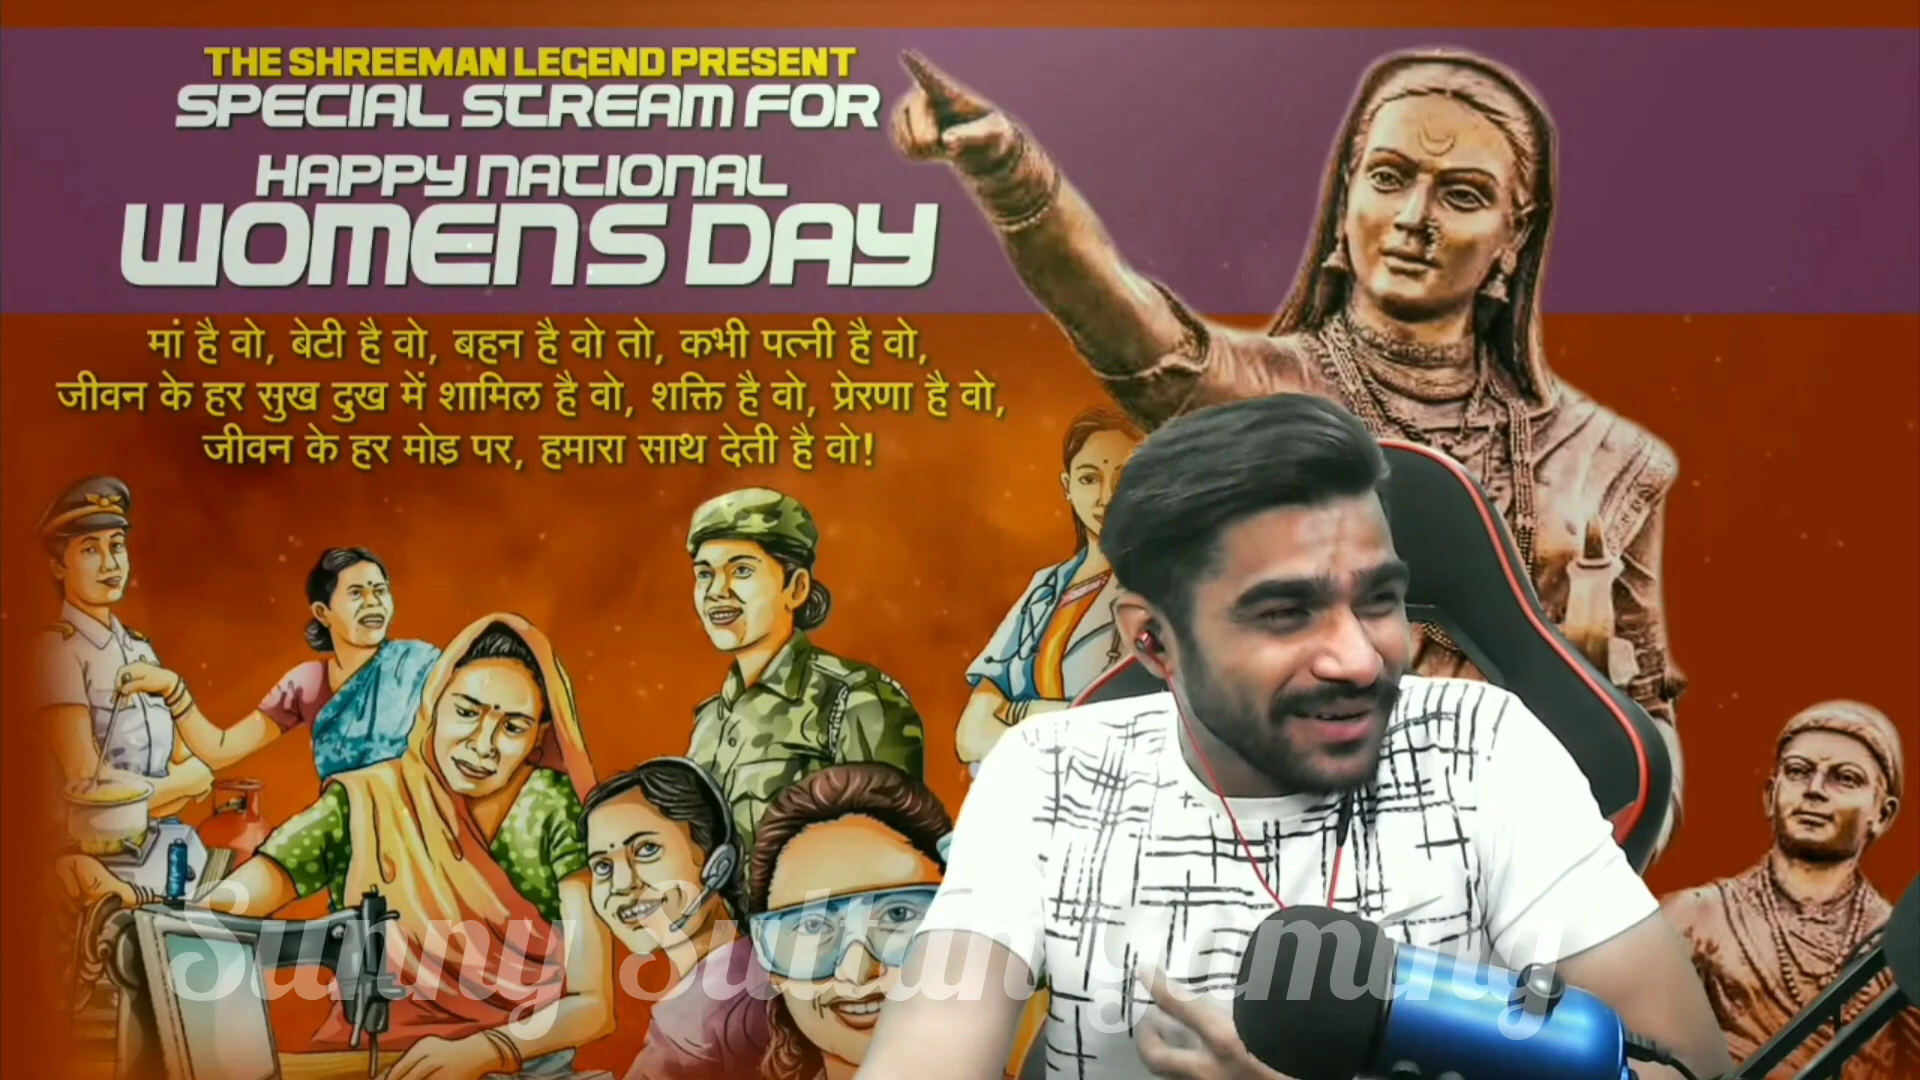 THE SHREEMAN LEGEND PRESENT
SPECIAL STREAM FOR
HAPPY NATIONAL
WOMENS DAY
मां है वो, बेटी है वो, बहन है वो तो, कभी पत्नी है वो,
जीवन के हर सुख दुख में शामिल है वो, शक्ति है वो, प्रेरणा है वो,
जीवन के हर मोड़ पर, हमारा साथ देती है वो!
Sunny Sultan gaming